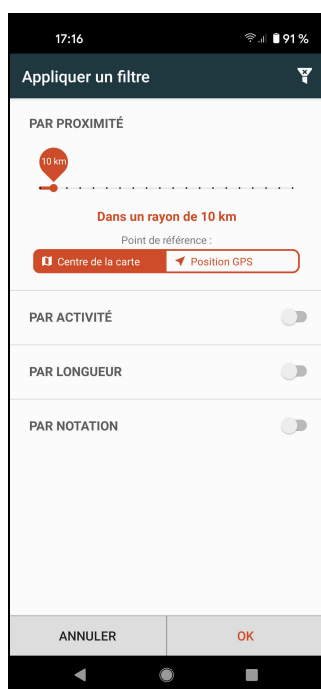 17:16
91 %
Appliquer un filtre
PAR PROXIMITÉ
10 km
Dans un rayon de 10 km
Point de référence :
Centre de la carte
Position GPS
PAR ACTIVITÉ
PAR LONGUEUR
PAR NOTATION
ANNULER
OK